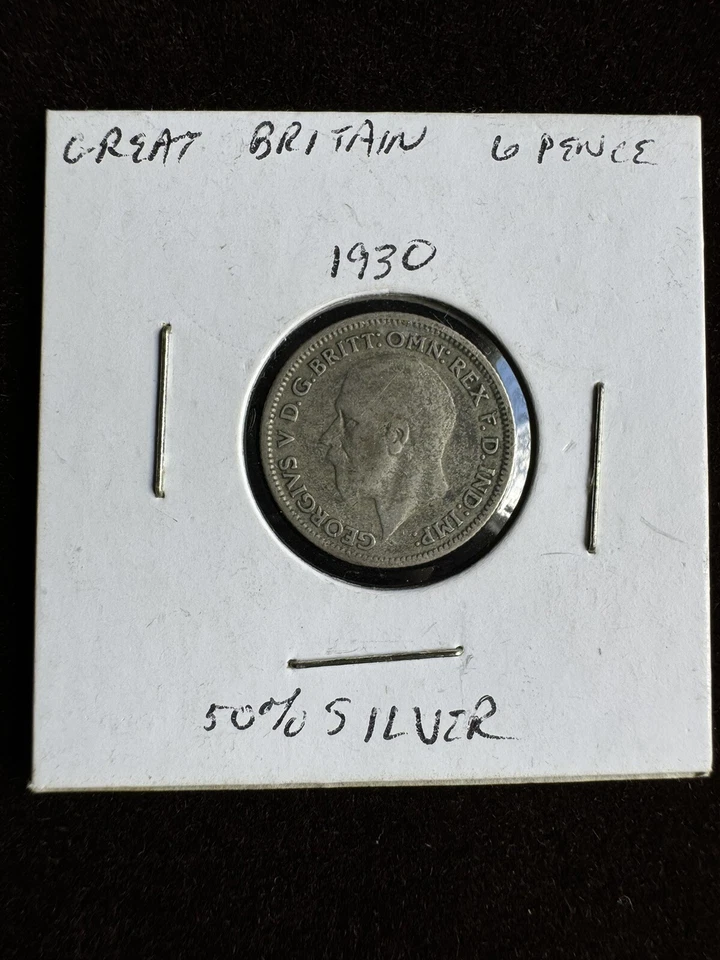 GREAT BRITAIN 6 PENCE
1930
GEORGIVS V D.G.BRITT: OMN: REX F.D. IND: IMP:
50% SILVER